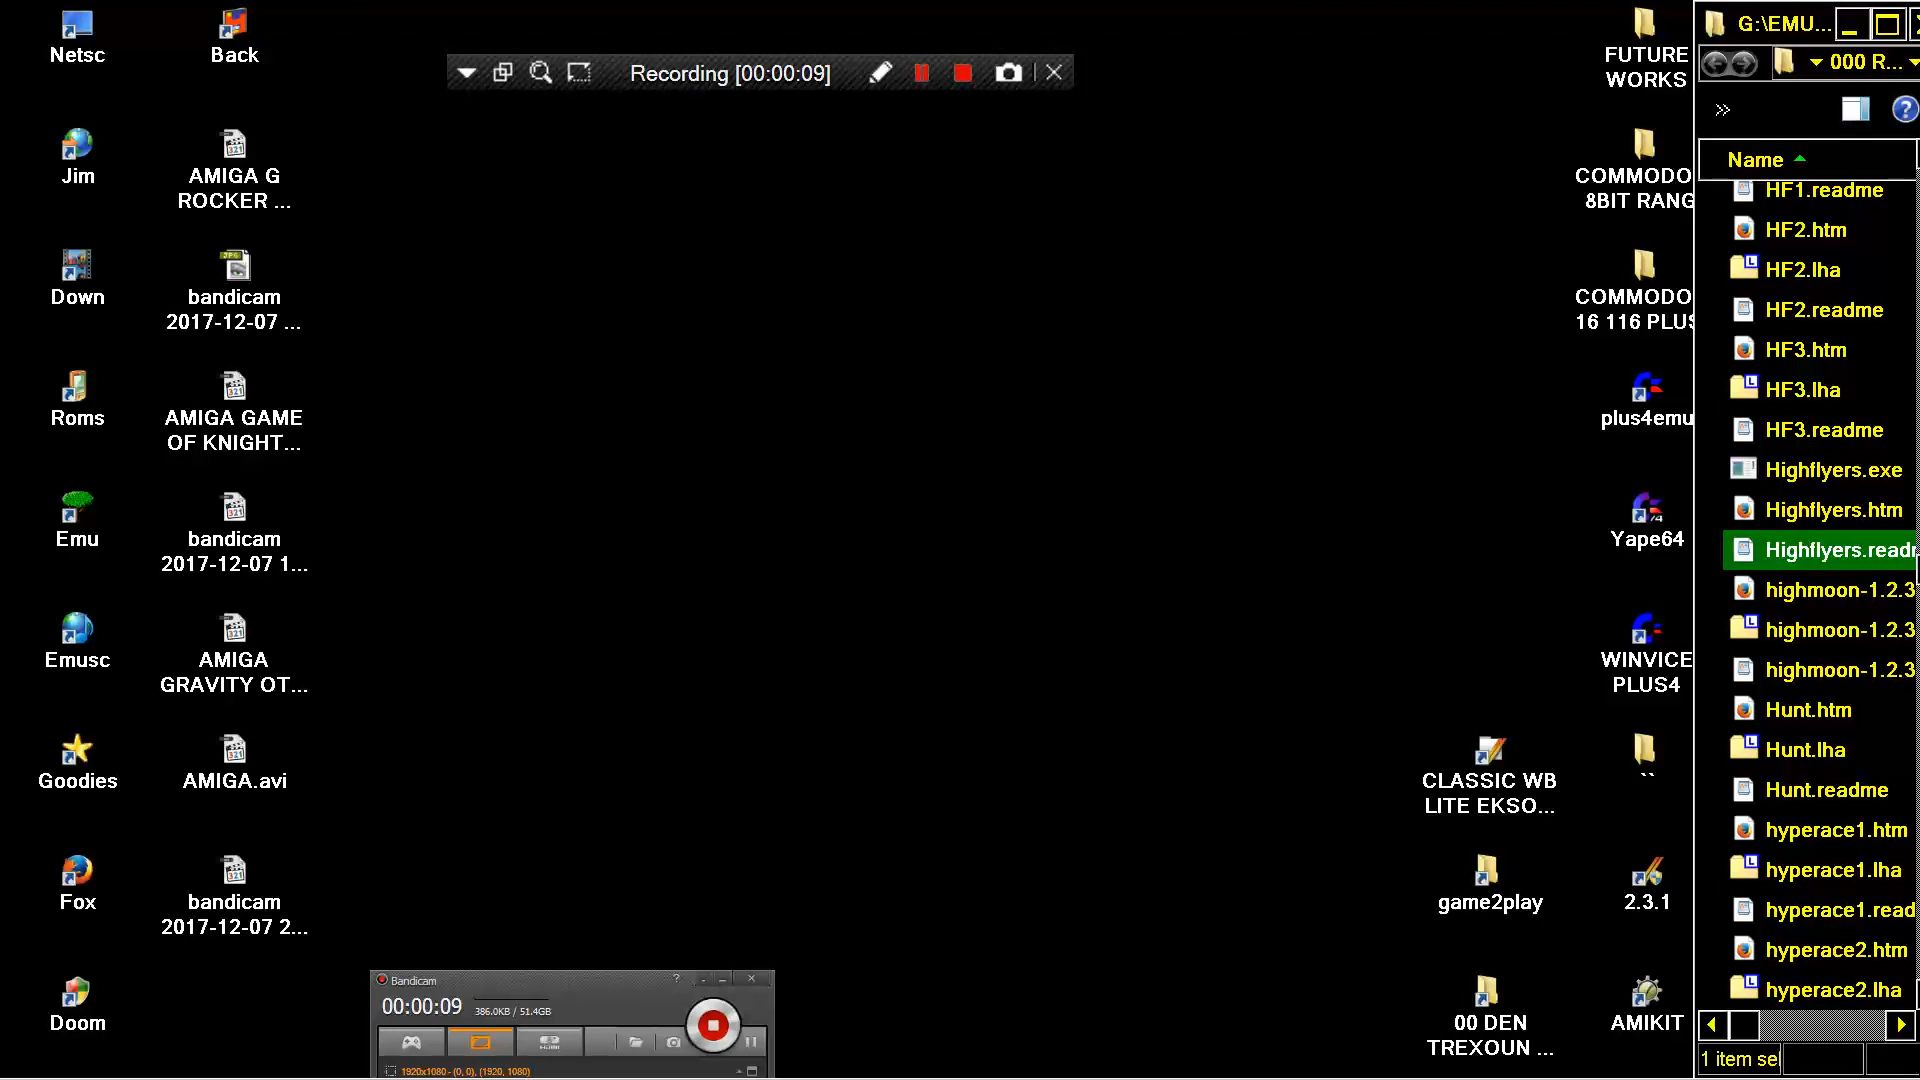 Netsc
Back
Jim
AMIGA G
ROCKER ...
Down
bandicam
2017-12-07 ...
Roms
AMIGA GAME
OF KNIGHT...
Emu
bandicam
2017-12-07 1...
Emusc
AMIGA
GRAVITY OT...
Goodies
AMIGA.avi
Fox
bandicam
2017-12-07 2...
Doom
Recording [00:00:09]
Bandicam
00:00:09
386.0KB / 51.4GB
HDMI
1920x1080 - (0, 0), (1920, 1080)
FUTURE
WORKS
COMMODO
8BIT RANG
COMMODO
16 116 PLUS
plus4emu
Yape64
WINVICE
PLUS4
CLASSIC WB
LITE EKSO...
``
game2play
2.3.1
00 DEN
TREXOUN ...
AMIKIT
G:\EMU...
000 R...
Name
HF1.readme
HF2.htm
HF2.lha
HF2.readme
HF3.htm
HF3.lha
HF3.readme
Highflyers.exe
Highflyers.htm
Highflyers.readr
highmoon-1.2.3
highmoon-1.2.3
highmoon-1.2.3
Hunt.htm
Hunt.lha
Hunt.readme
hyperace1.htm
hyperace1.lha
hyperace1.read
hyperace2.htm
hyperace2.lha
1 item sel